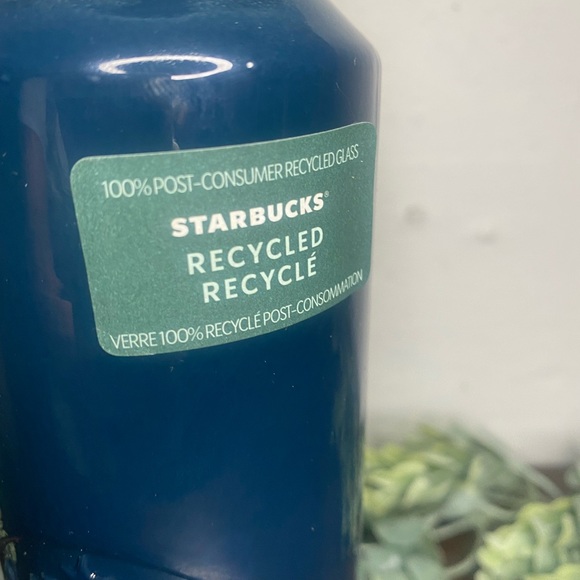 100% POST-CONSUMER RECYCLED GLASS
STARBUCKS®
RECYCLED
RECYCLÉ
VERRE 100% RECYCLÉ POST-CONSOMMATION